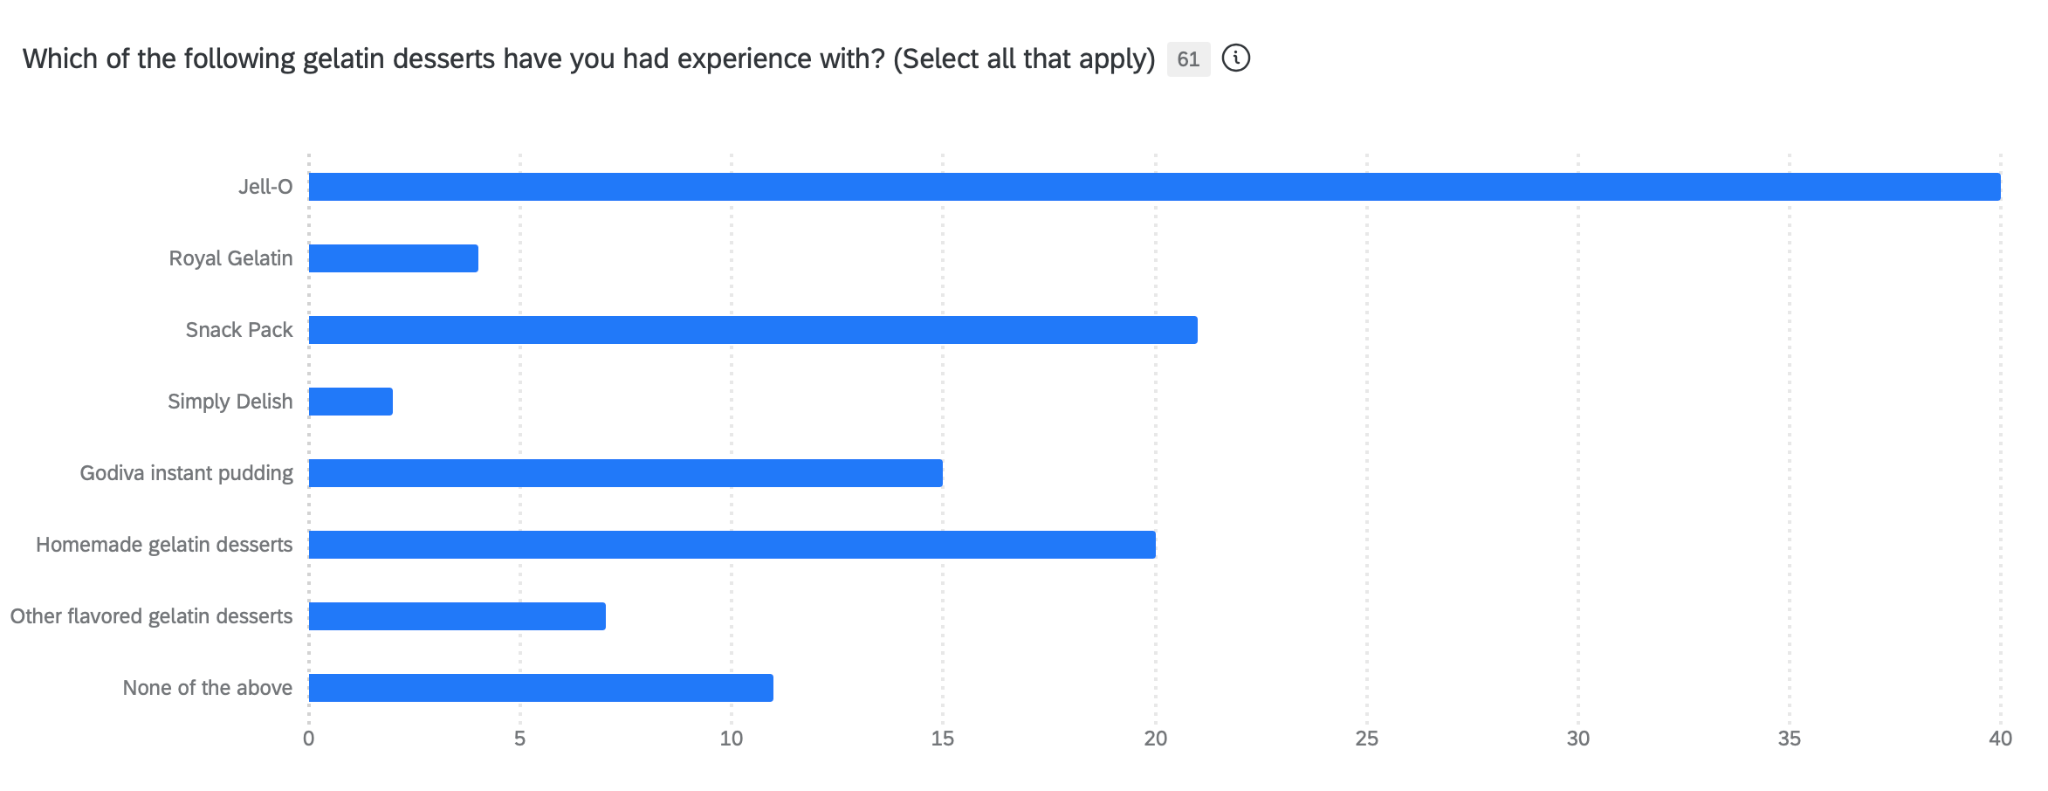 Which of the following gelatin desserts have you had experience with? (Select all that apply) 61
Jell-O
Royal Gelatin
Snack Pack
Simply Delish
Godiva instant pudding
Homemade gelatin desserts
Other flavored gelatin desserts
None of the above
0 5 10 15 20 25 30 35 40